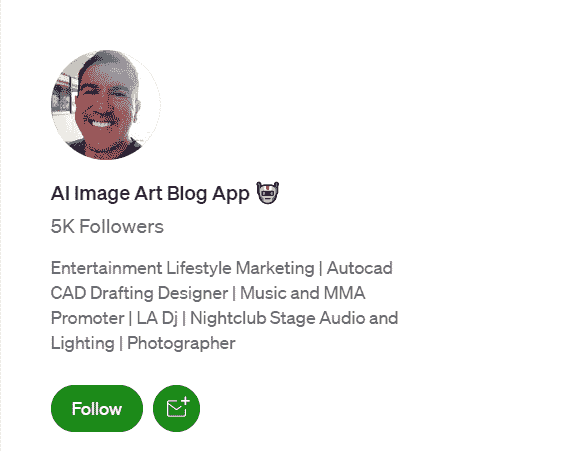 AI Image Art Blog App
5K Followers
Entertainment Lifestyle Marketing | Autocad
CAD Drafting Designer | Music and MMA
Promoter | LA Dj | Nightclub Stage Audio and
Lighting | Photographer
Follow